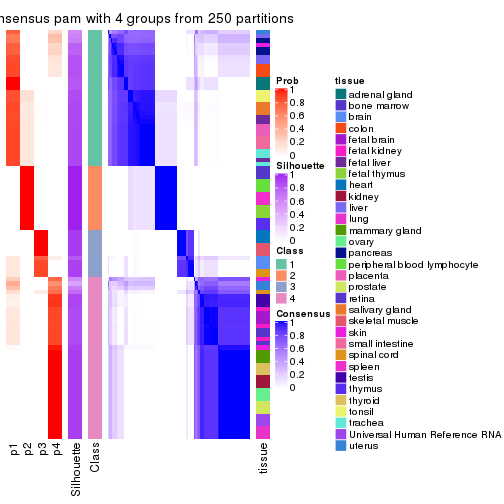 nsensus pam with 4 groups from 250 partitions
Prob
1
0.8
0.6
0.4
0.2
0
Silhouette
1
0.8
0.6
0.4
0.2
0
Class
1
2
3
4
Consensus
1
0.8
0.6
0.4
0.2
0
tissue
adrenal gland
bone marrow
brain
colon
fetal brain
fetal kidney
fetal liver
fetal thymus
heart
kidney
liver
lung
mammary gland
ovary
pancreas
peripheral blood lymphocyte
placenta
prostate
retina
salivary gland
skeletal muscle
skin
small intestine
spinal cord
spleen
testis
thymus
thyroid
tonsil
trachea
Universal Human Reference RNA
uterus
p1
p2
p3
p4
Silhouette
Class
tissue